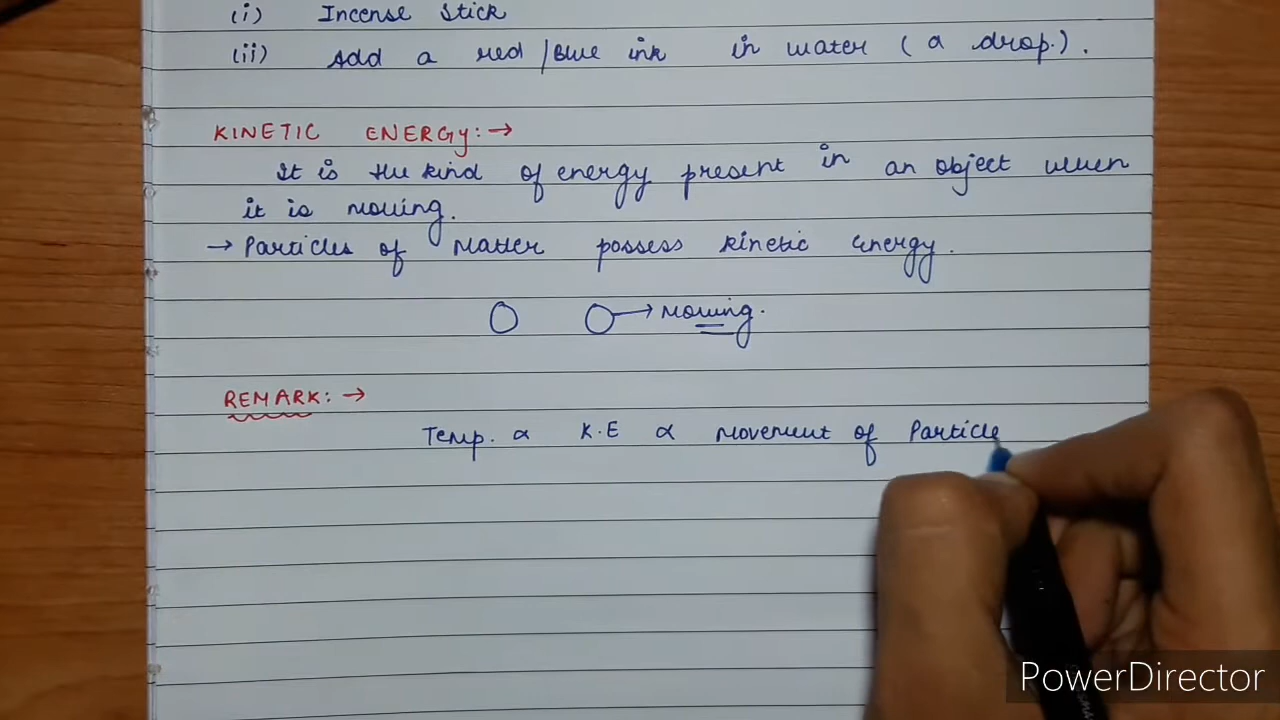 (i) Incense Stick
(ii) Add a red/Blue ink in water (a drop.).
KINETIC ENERGY:→
It is the kind of energy present in an object when
it is moving.
→ Particles of Matter possess kinetic energy.
→ Moving.
REMARK:→
Temp. ∝ K.E ∝ Movement of Particle
PowerDirector